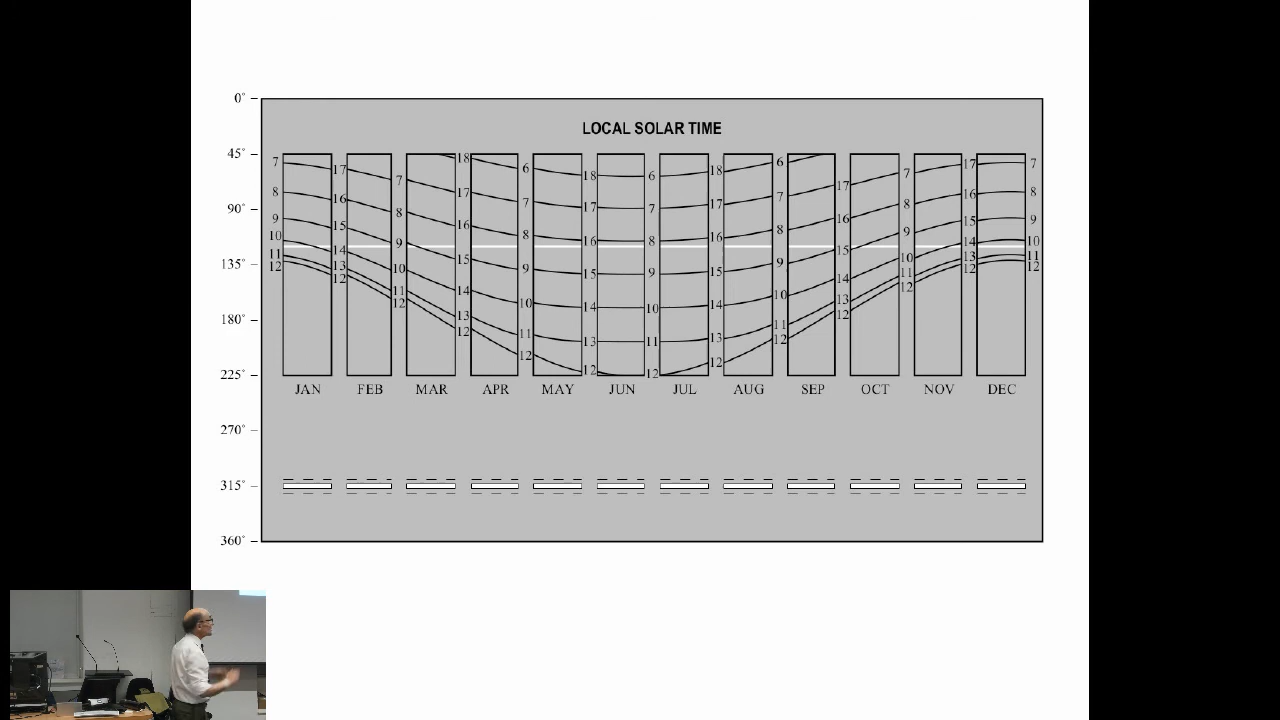 0°
LOCAL SOLAR TIME
45°
90°
135°
180°
225°
270°
315°
360°
7 8 9 10 11 12
17 16 15 14 13 12
7 8 9 10 11 12
18 17 16 15 14 13 12
6 7 8 9 10 11 12
18 17 16 15 14 13 12
6 7 8 9 10 11 12
18 17 16 15 14 13 12
6 7 8 9 10 11 12
17 16 15 14 13 12
7 8 9 10 11 12
17 16 15 14 13 12
7 8 9 10 11 12
JAN FEB MAR APR MAY JUN JUL AUG SEP OCT NOV DEC